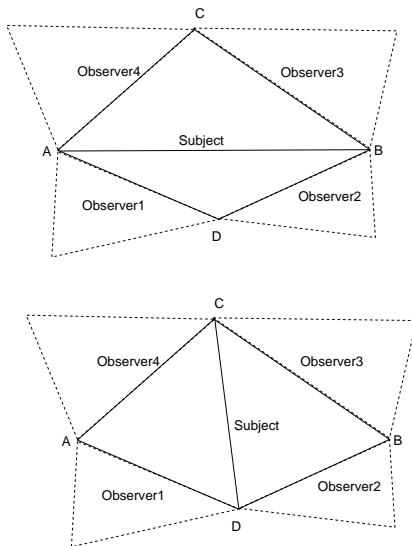 C
Observer4 Observer3
Subject
A B
Observer1 Observer2
D
C
Observer4 Observer3
Subject
A B
Observer1 Observer2
D